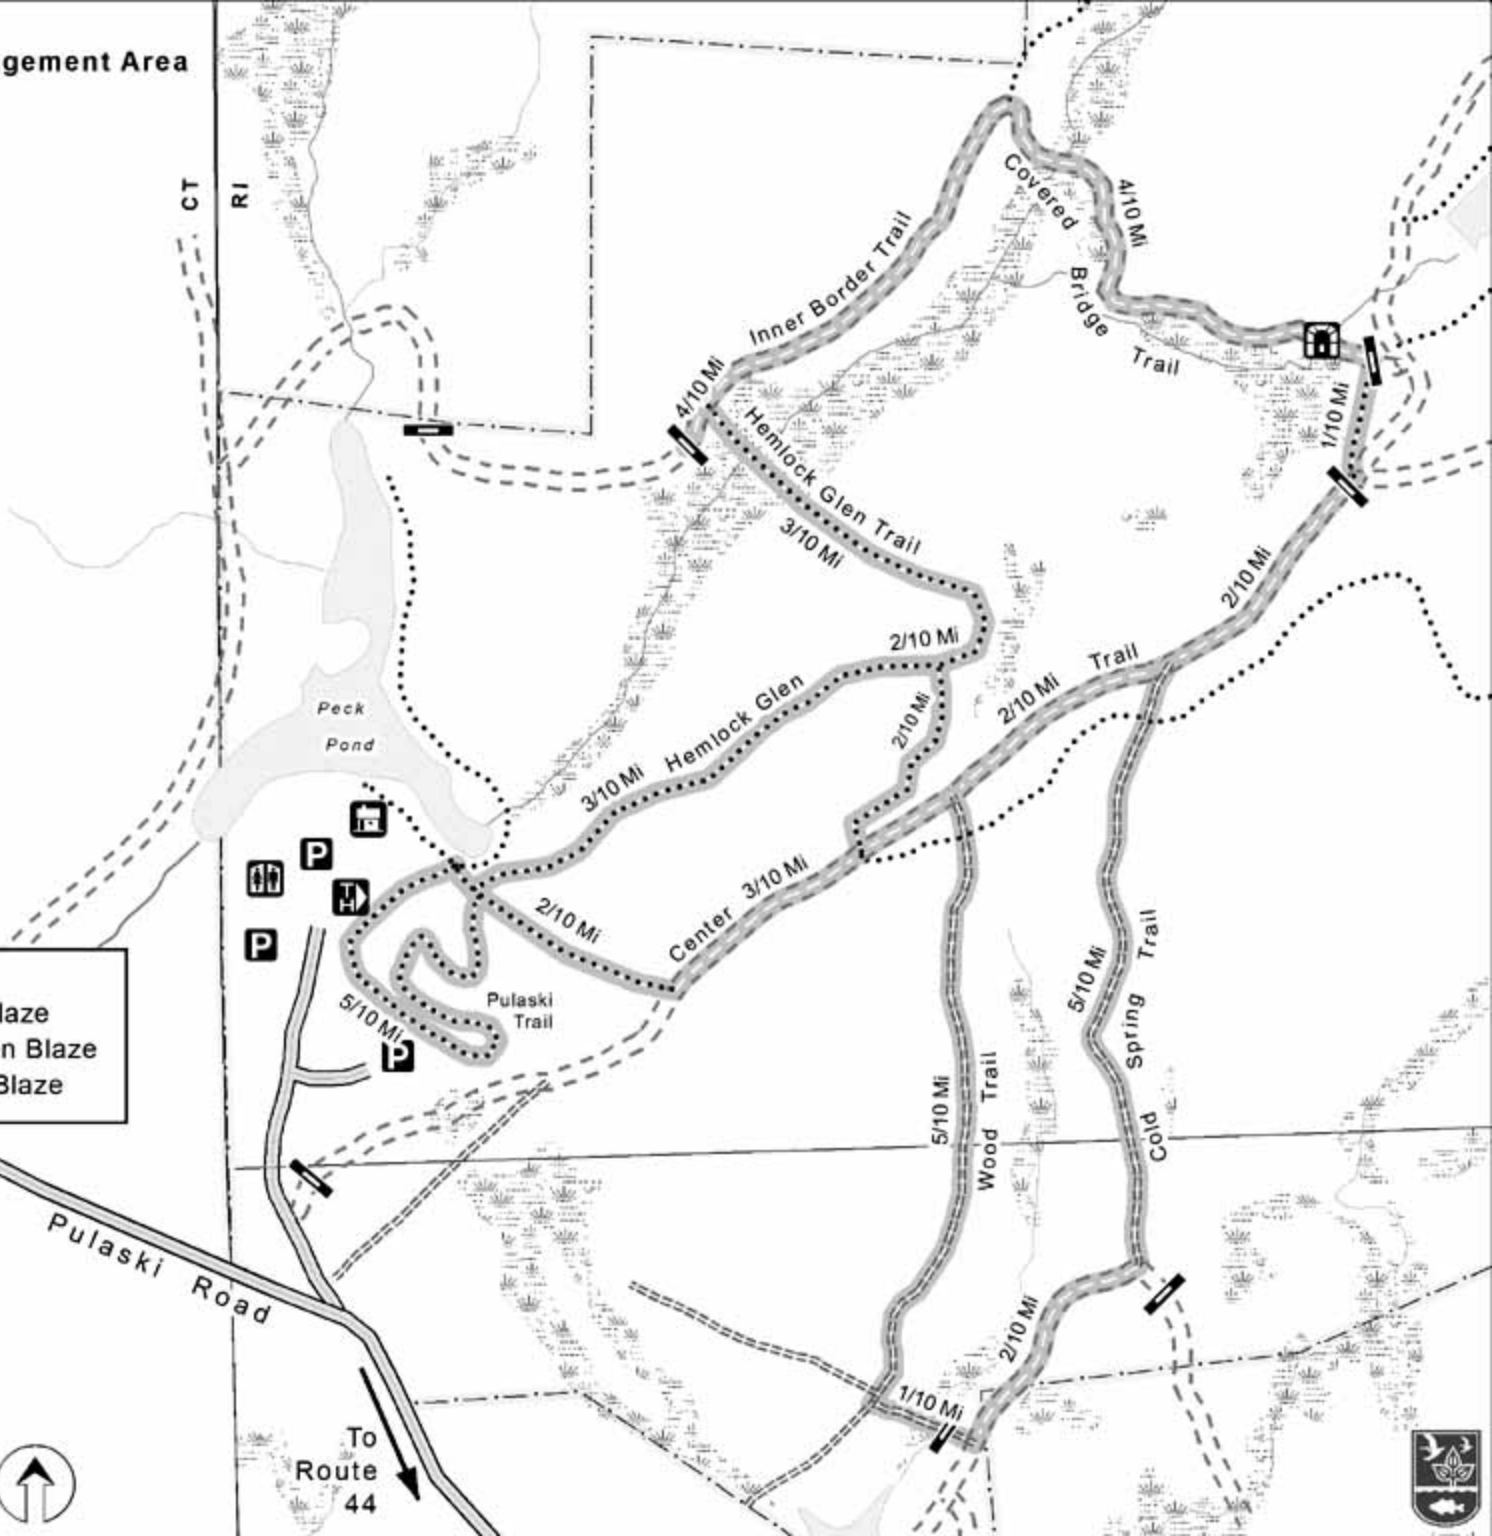 gement Area
CT
RI
Covered
Bridge
Trail
4/10 Mi
Inner Border Trail
4/10 Mi
1/10 Mi
Hemlock Glen Trail
3/10 Mi
2/10 Mi
2/10 Mi
Trail
2/10 Mi
2/10 Mi
Hemlock Glen
3/10 Mi
Peck
Pond
P
P
T
H
3/10 Mi
Center
2/10 Mi
Pulaski
Trail
5/10 Mi
P
Cold Spring Trail
5/10 Mi
Wood Trail
5/10 Mi
laze
n Blaze
Blaze
Pulaski Road
2/10 Mi
1/10 Mi
To
Route
44